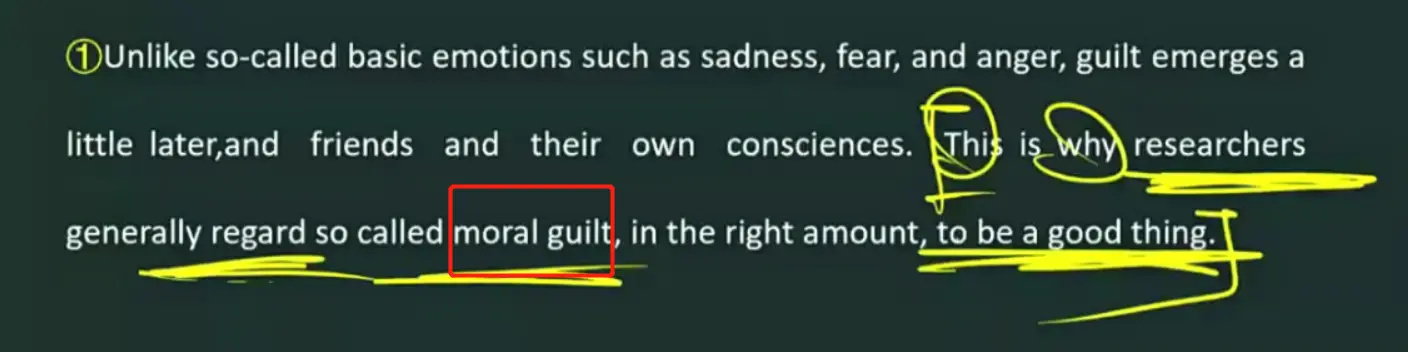 ①Unlike so-called basic emotions such as sadness, fear, and anger, guilt emerges a
little later,and friends and their own consciences. This is why researchers
generally regard so called moral guilt, in the right amount, to be a good thing.